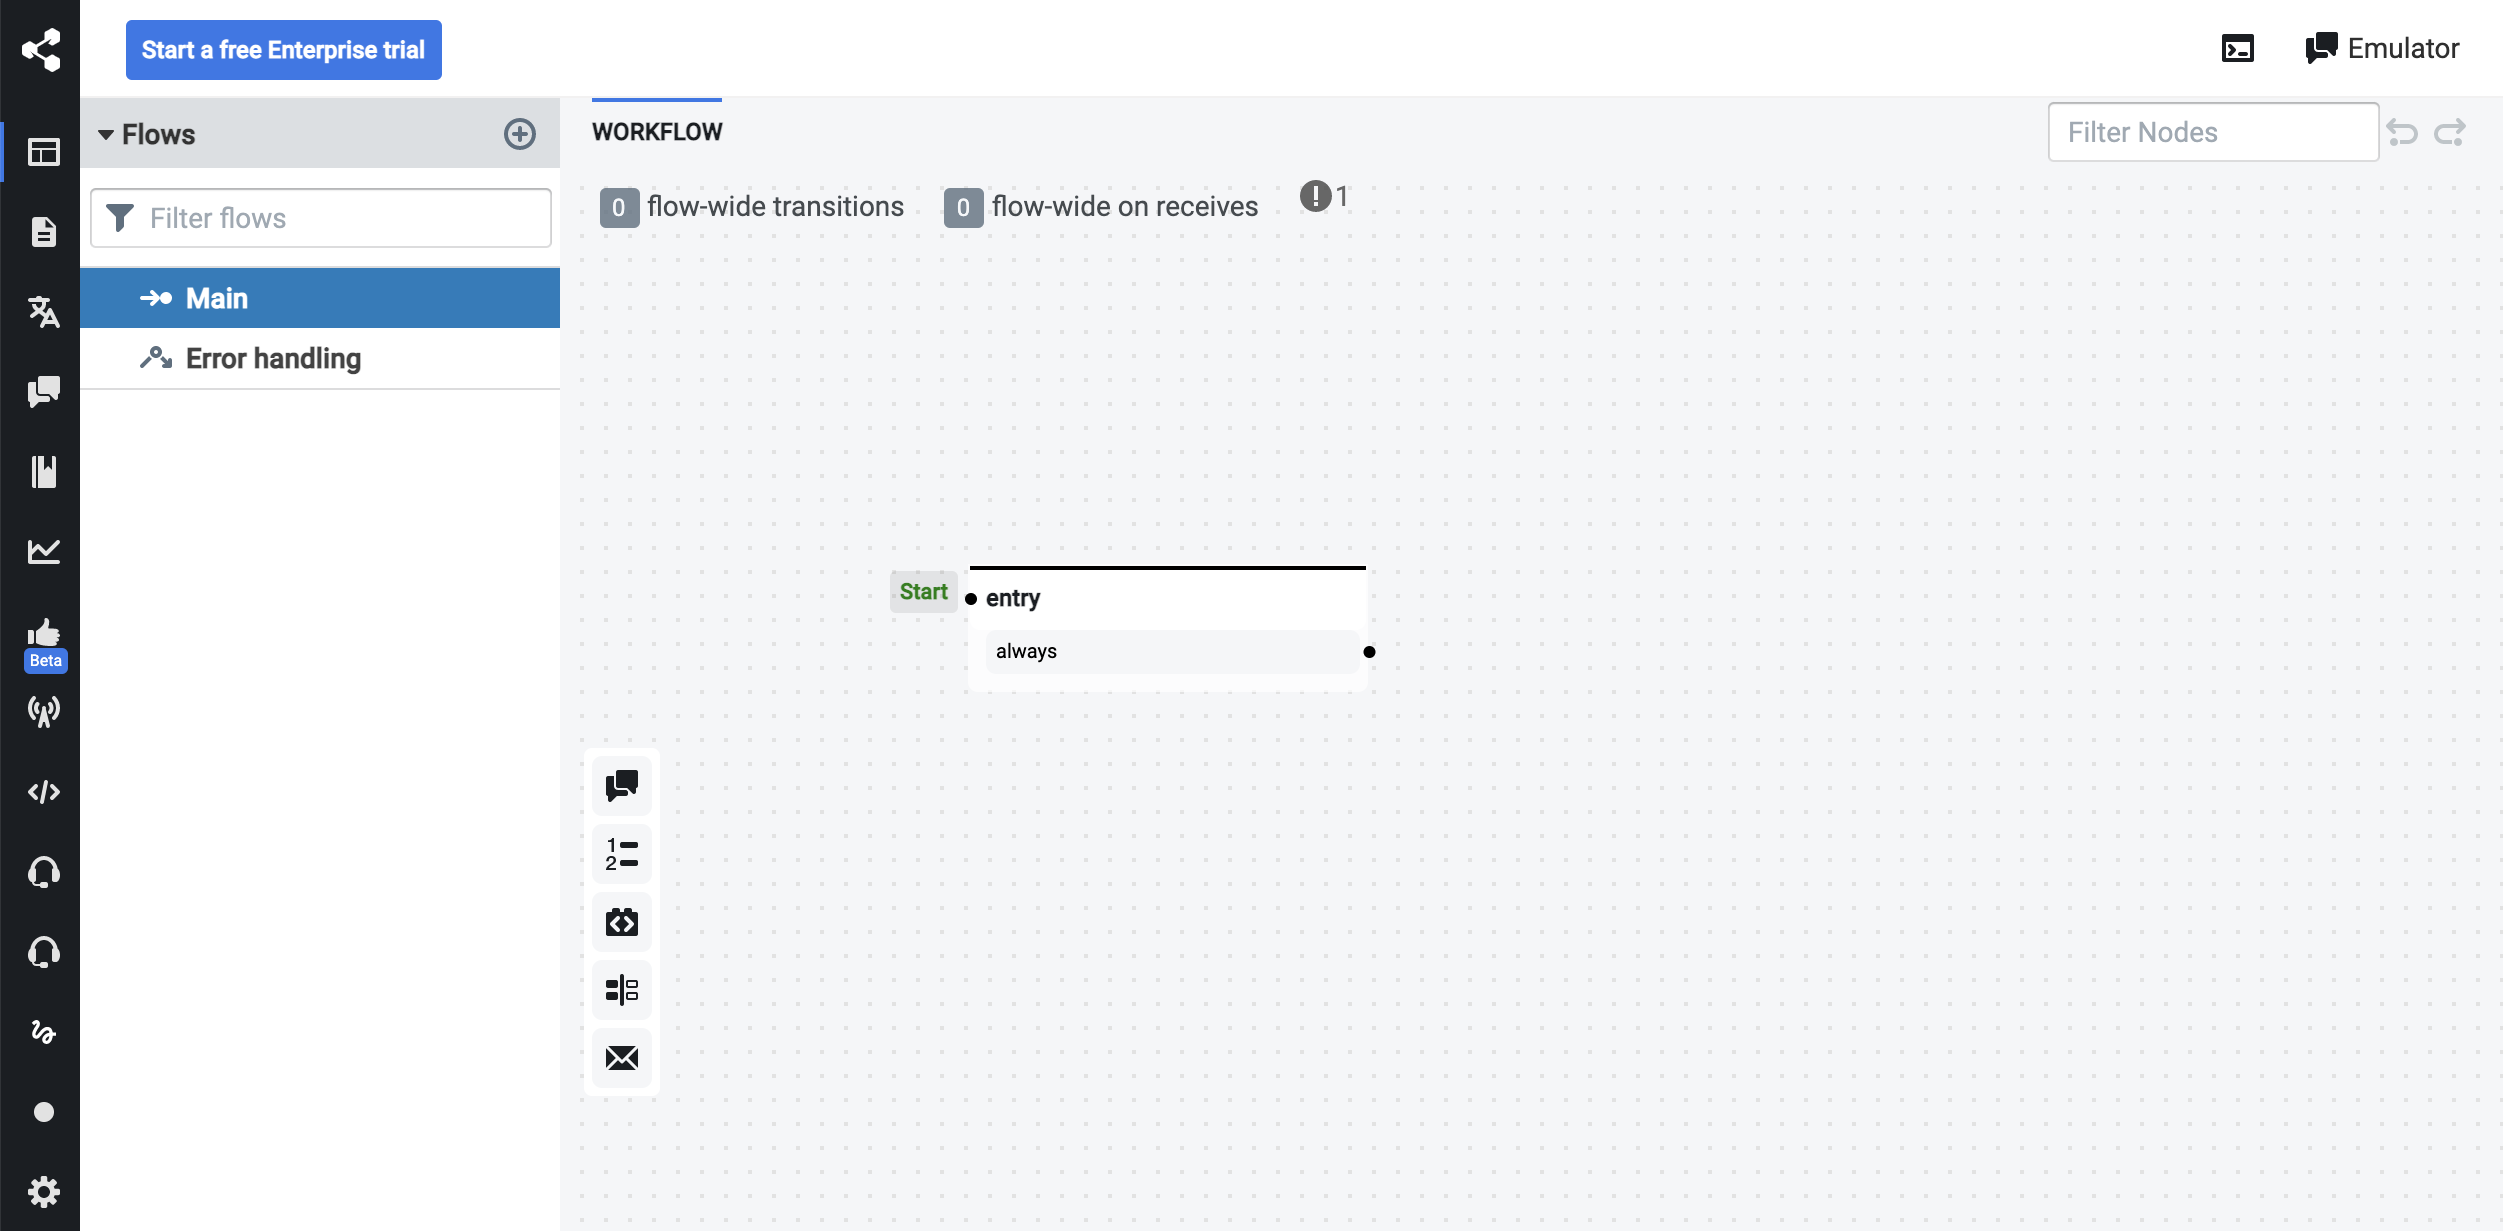 Start a free Enterprise trial
Emulator
Flows
WORKFLOW
Filter Nodes
Filter flows
0 flow-wide transitions
0 flow-wide on receives
1
Main
Error handling
Start
entry
always
Beta
1
2